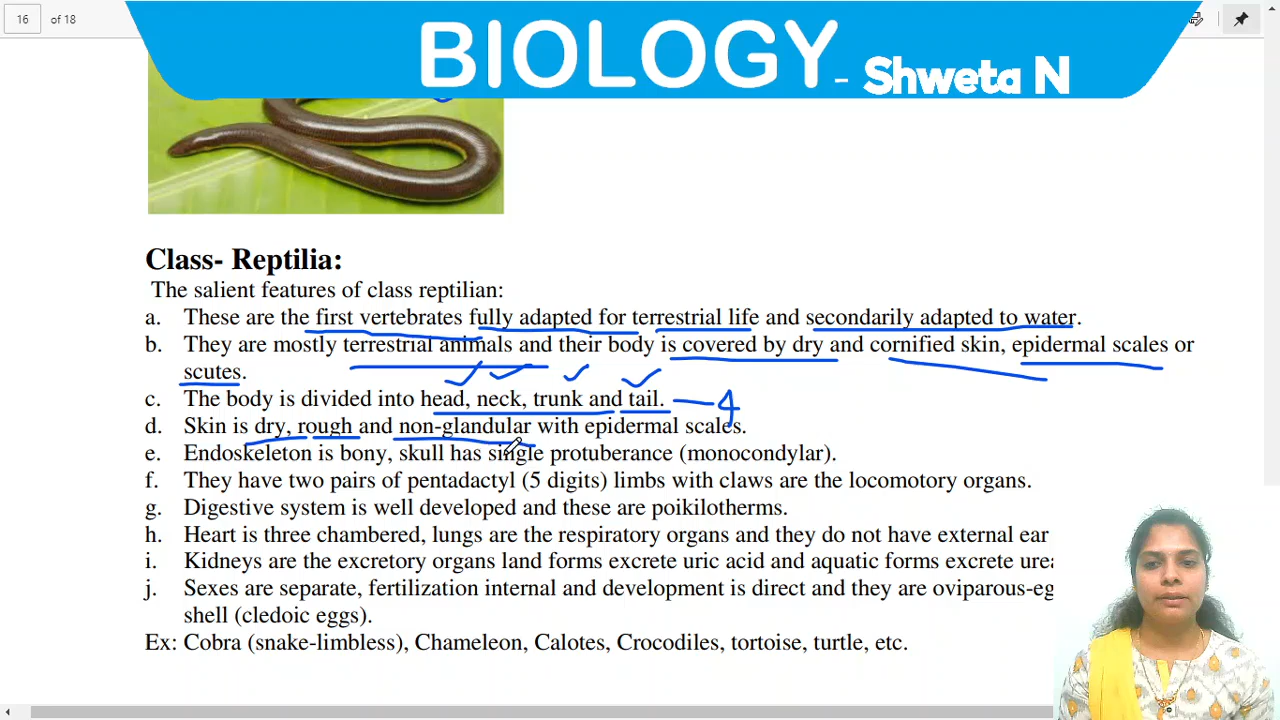 16 of 18
BIOLOGY - Shweta N
Class- Reptilia:
The salient features of class reptilian:
a. These are the first vertebrates fully adapted for terrestrial life and secondarily adapted to water.
b. They are mostly terrestrial animals and their body is covered by dry and cornified skin, epidermal scales or
scutes.
c. The body is divided into head, neck, trunk and tail. — 4
d. Skin is dry, rough and non-glandular with epidermal scales.
e. Endoskeleton is bony, skull has single protuberance (monocondylar).
f. They have two pairs of pentadactyl (5 digits) limbs with claws are the locomotory organs.
g. Digestive system is well developed and these are poikilotherms.
h. Heart is three chambered, lungs are the respiratory organs and they do not have external ear
i. Kidneys are the excretory organs land forms excrete uric acid and aquatic forms excrete urea
j. Sexes are separate, fertilization internal and development is direct and they are oviparous-eg
shell (cledoic eggs).
Ex: Cobra (snake-limbless), Chameleon, Calotes, Crocodiles, tortoise, turtle, etc.